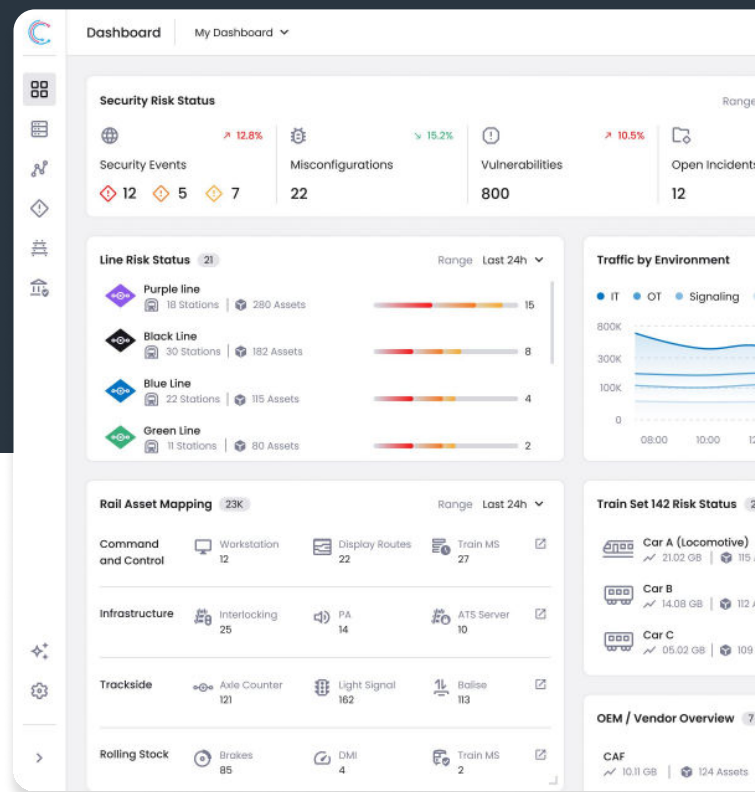 Dashboard My Dashboard
Security Risk Status Range
12.8% 15.2% 10.5%
Security Events Misconfigurations Vulnerabilities Open Incidents
12 5 7 22 800 12
Line Risk Status 21 Range Last 24h
Purple line
18 Stations | 280 Assets 15
Black Line
30 Stations | 182 Assets 8
Blue Line
22 Stations | 115 Assets 4
Green Line
11 Stations | 80 Assets 2
Traffic by Environment
IT OT Signaling
800K
300K
100K
0
08:00 10:00 12
Rail Asset Mapping 23K Range Last 24h
Command and Control
Workstation 12 Display Routes 22 Train MS 27
Infrastructure
Interlocking 25 PA 14 ATS Server 10
Trackside
Axle Counter 121 Light Signal 162 Balise 113
Rolling Stock
Brakes 85 DMI 4 Train MS 2
Train Set 142 Risk Status 2
Car A (Locomotive)
21.02 GB | 115 A
Car B
14.08 GB | 112 A
Car C
05.02 GB | 109
OEM / Vendor Overview 7
CAF
10.11 GB | 124 Assets